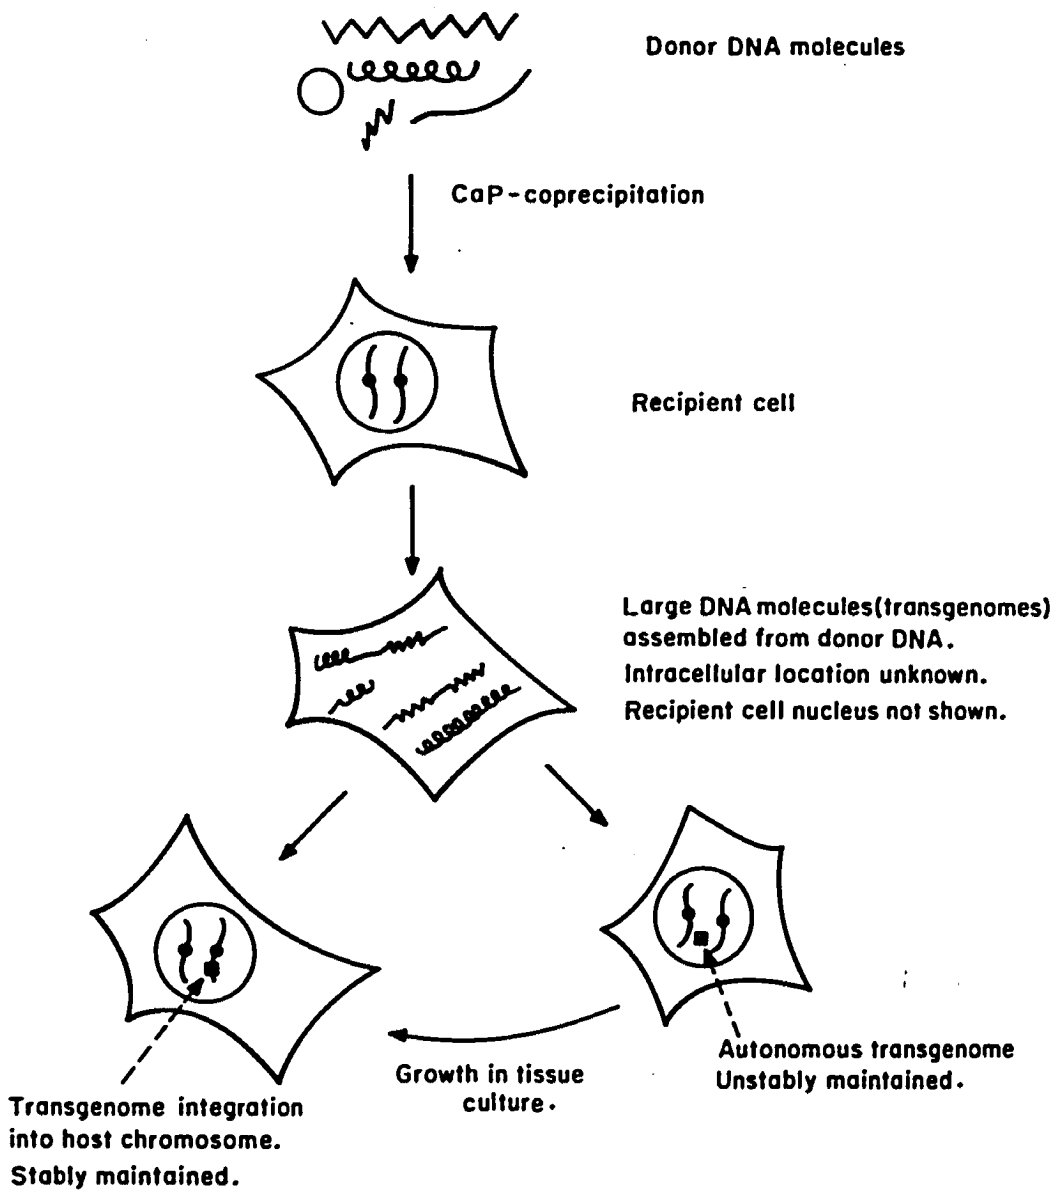 Donor DNA molecules
CaP-coprecipitation
Recipient cell
Large DNA molecules(transgenomes)
assembled from donor DNA.
Intracellular location unknown.
Recipient cell nucleus not shown.
Autonomous transgenome
Unstably maintained.
Growth in tissue
culture.
Transgenome integration
into host chromosome.
Stably maintained.